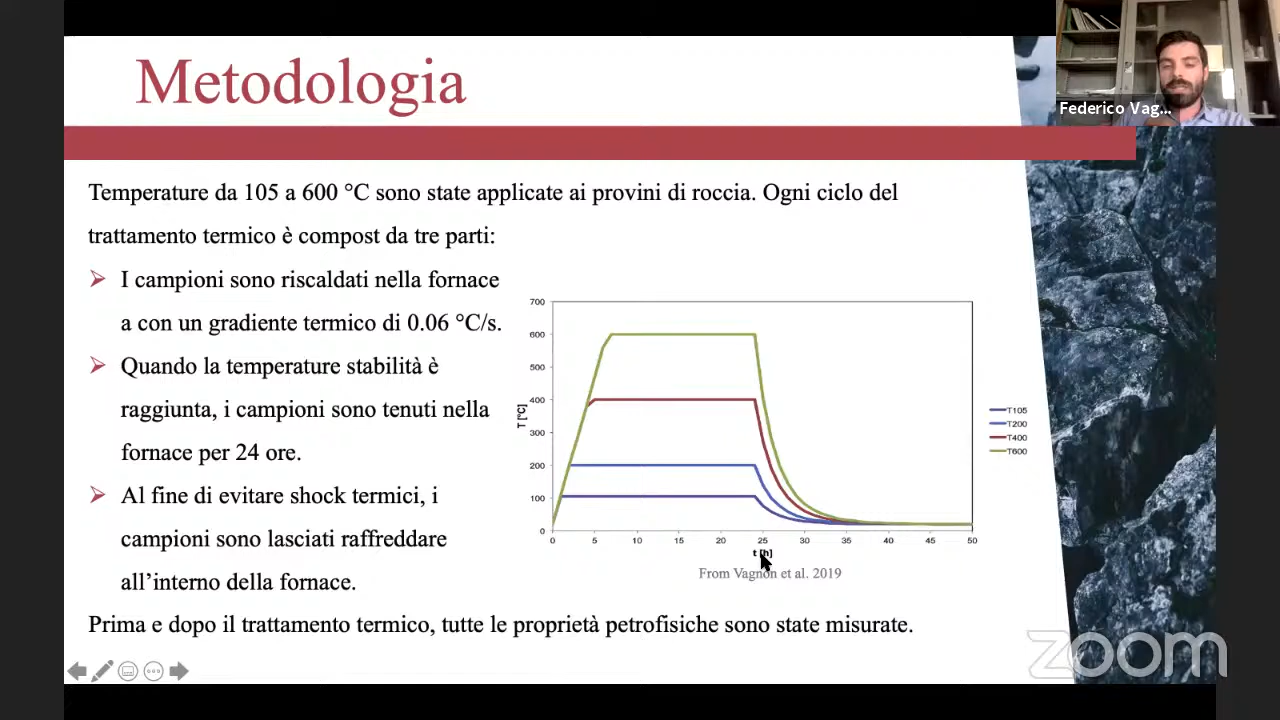 Metodologia
Federico Vag...
Temperature da 105 a 600 °C sono state applicate ai provini di roccia. Ogni ciclo del
trattamento termico è compost da tre parti:
I campioni sono riscaldati nella fornace
a con un gradiente termico di 0.06 °C/s.
Quando la temperature stabilità è
raggiunta, i campioni sono tenuti nella
fornace per 24 ore.
Al fine di evitare shock termici, i
campioni sono lasciati raffreddare
all'interno della fornace.
700
600
500
400
300
200
100
0
T [°C]
0 5 10 15 20 25 30 35 40 45 50
t [h]
T105
T200
T400
T600
From Vagnon et al. 2019
Prima e dopo il trattamento termico, tutte le proprietà petrofisiche sono state misurate.
zoom